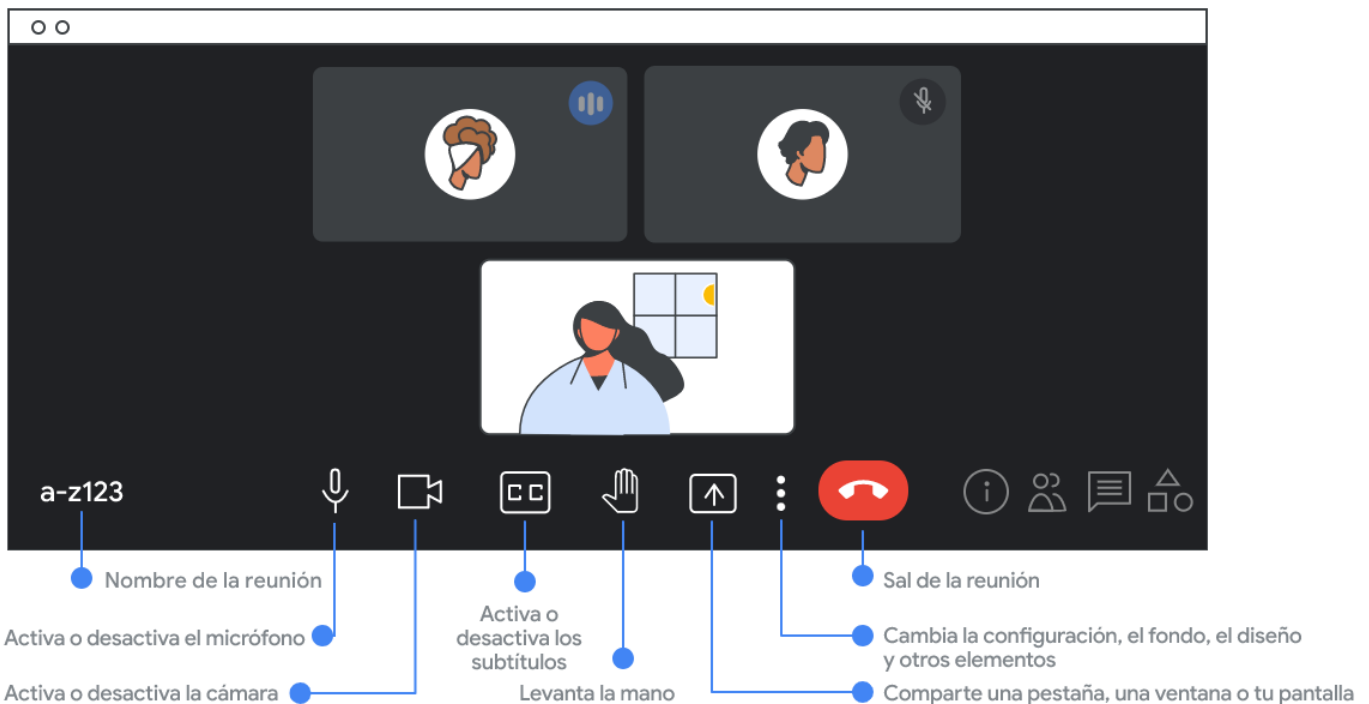 a-z123
CC
Nombre de la reunión
Sal de la reunión
Activa o desactiva el micrófono
Activa o
desactiva los
subtítulos
Cambia la configuración, el fondo, el diseño
y otros elementos
Activa o desactiva la cámara
Levanta la mano
Comparte una pestaña, una ventana o tu pantalla